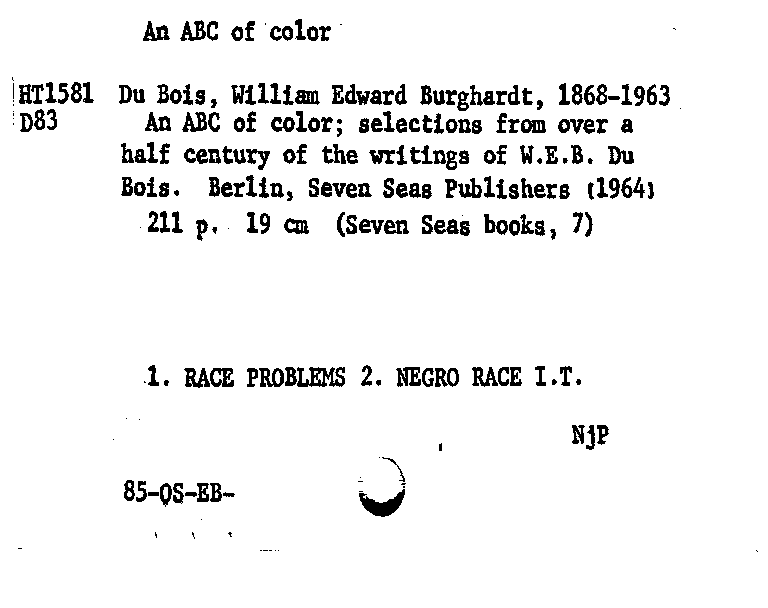 An ABC of color
HT1581 Du Bois, William Edward Burghardt, 1868-1963
D83 An ABC of color; selections from over a
half century of the writings of W.E.B. Du
Bois. Berlin, Seven Seas Publishers (1964)
211 p. 19 cm (Seven Seas books, 7)
1. RACE PROBLEMS 2. NEGRO RACE I.T.
NjP
85-OS-EB-